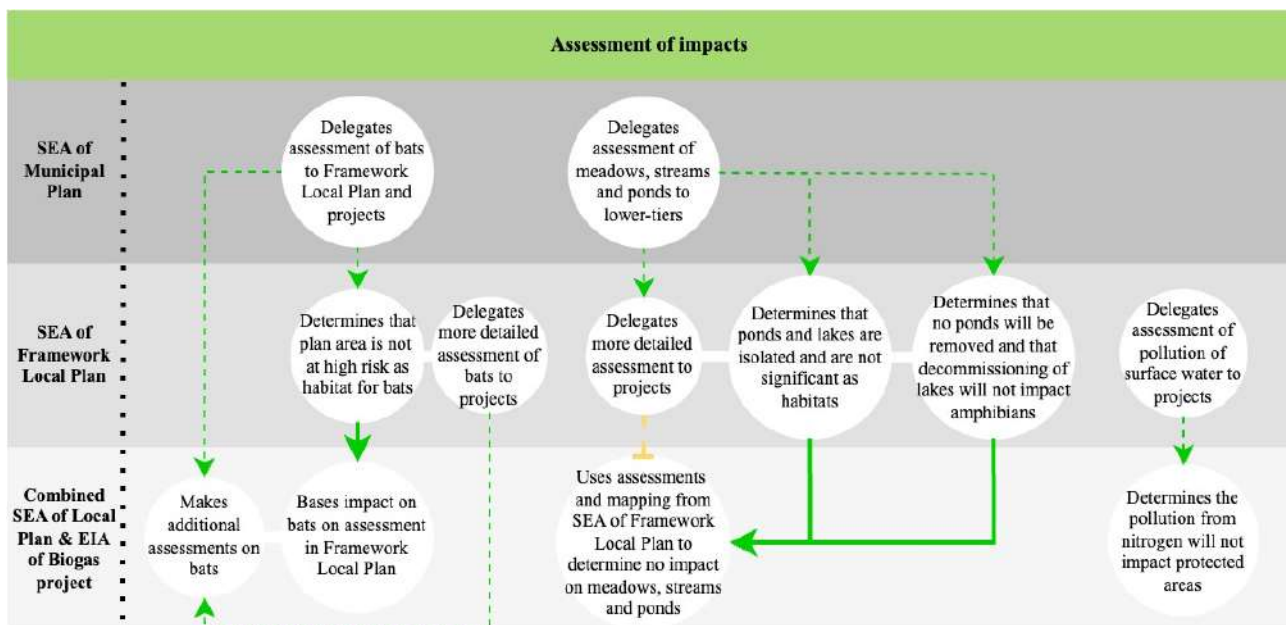 Assessment of impacts
SEA of
Municipal
Plan
Delegates
assessment of bats
to Framework
Local Plan and
projects
Delegates
assessment of
meadows, streams
and ponds to
lower-tiers
SEA of
Framework
Local Plan
Determines that
plan area is not
at high risk as
habitat for bats
Delegates
more detailed
assessment of
bats to
projects
Delegates
more detailed
assessment to
projects
Determines that
ponds and lakes are
isolated and are not
significant as
habitats
Determines that
no ponds will be
removed and that
decommissioning of
lakes will not impact
amphibians
Delegates
assessment of
pollution of
surface water to
projects
Combined
SEA of Local
Plan & EIA
of Biogas
project
Makes
additional
assessments on
bats
Bases impact on
bats on assessment
in Framework
Local Plan
Uses assessments
and mapping from
SEA of Framework
Local Plan to
determine no impact
on meadows, streams
and ponds
Determines the
pollution from
nitrogen will not
impact protected
areas